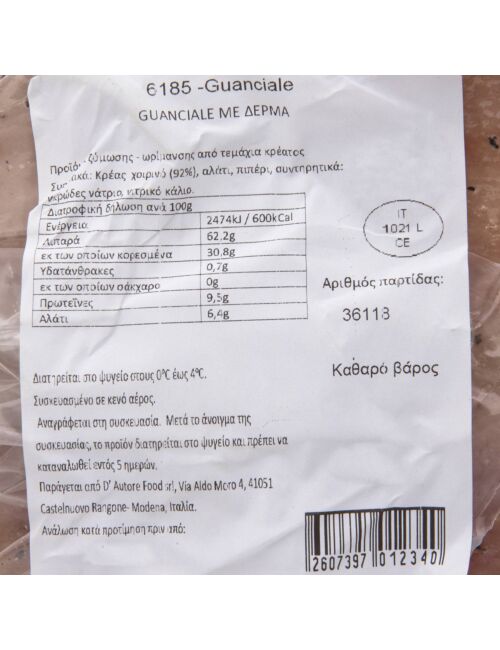 6185 -Guanciale
GUANCIALE ΜΕ ΔΕΡΜΑ
ζύμωσης - ωρίμανσης από τεμάχια κρέατος
Κρέας χοιρινό (92%), αλάτι, πιπέρι, συντηρητικά:
νάτριο, νιτρικό κάλιο.
Διατροφική δήλωση ανά 100g
Ενέργεια 2474kJ / 600kCal
Λιπαρά 62,2g
εκ των οποίων κορεσμένα 30,8g
Υδατάνθρακες 0,7g
εκ των οποίων σάκχαρο 0g
Πρωτεΐνες 9,5g
Αλάτι 6,4g
IT
1021 L
CE
Αριθμός παρτίδας:
36118
Καθαρό βάρος
Διατηρείται στο ψυγείο στους 0°C έως 4°C.
Συσκευασμένο σε κενό αέρος.
Αναγράφεται στη συσκευασία. Μετά το άνοιγμα της
συσκευασίας, το προϊόν διατηρείται στο ψυγείο και πρέπει να
καταναλωθεί εντός 5 ημερών.
Παράγεται από D' Autore Food srl, Via Aldo Moro 4, 41051
Castelnuovo Rangone- Modena, Ιταλία.
Ανάλωση κατά προτίμηση πριν από:
2607397 012340